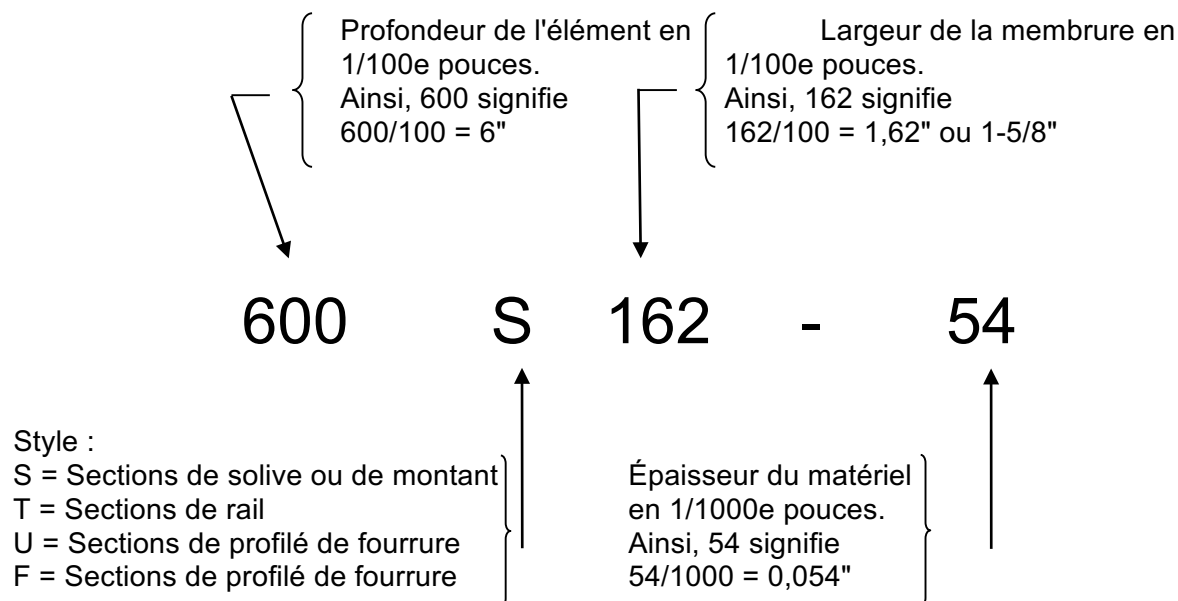 Profondeur de l'élément en
1/100e pouces.
Ainsi, 600 signifie
600/100 = 6"
Largeur de la membrure en
1/100e pouces.
Ainsi, 162 signifie
162/100 = 1,62" ou 1-5/8"
600 S 162 - 54
Style :
S = Sections de solive ou de montant
T = Sections de rail
U = Sections de profilé de fourrure
F = Sections de profilé de fourrure
Épaisseur du matériel
en 1/1000e pouces.
Ainsi, 54 signifie
54/1000 = 0,054"